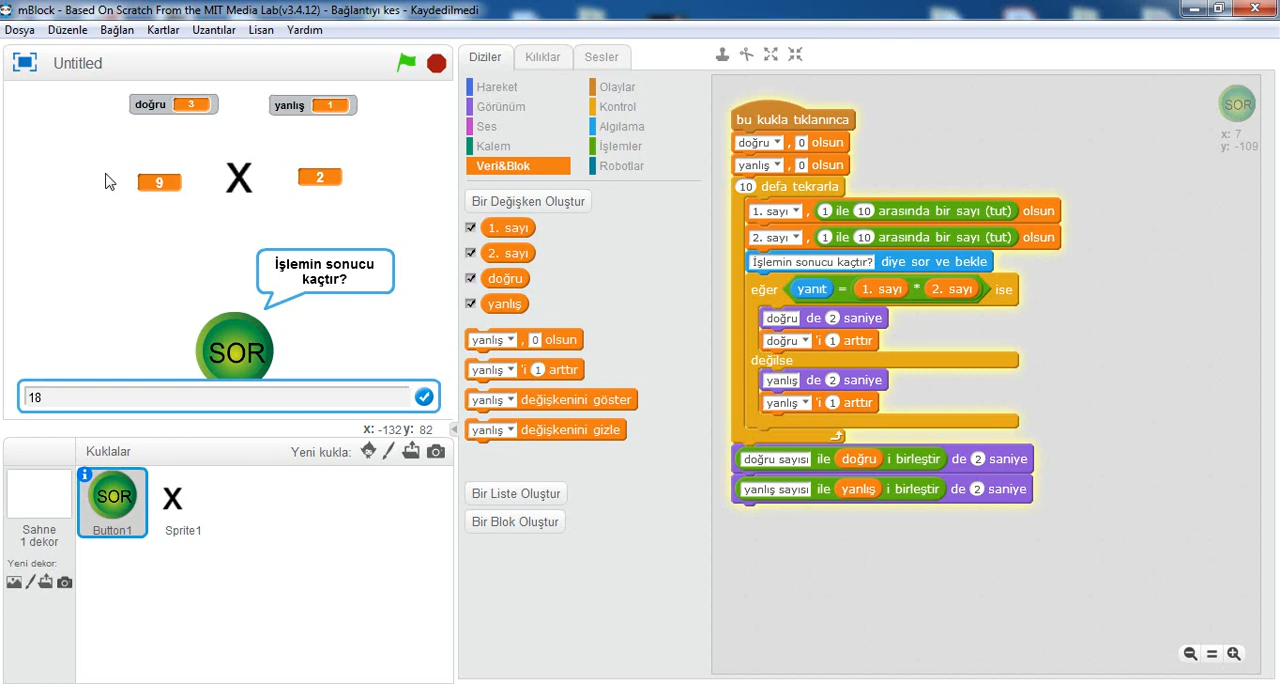 mBlock - Based On Scratch From the MIT Media Lab(v3.4.12) - Bağlantıyı kes - Kaydedilmedi
Dosya Düzenle Bağlan Kartlar Uzantılar Lisan Yardım
Untitled
doğru 3 yanlış 1
9 X 2
İşlemin sonucu
kaçtır?
SOR
18
x: -132 y: 82
Kuklalar Yeni kukla:
Sahne
1 dekor
Yeni dekor:
SOR
Button1
X
Sprite1
Diziler Kılıklar Sesler
Hareket Olaylar
Görünüm Kontrol
Ses Algılama
Kalem İşlemler
Veri&Blok Robotlar
Bir Değişken Oluştur
1. sayı
2. sayı
doğru
yanlış
yanlış , 0 olsun
yanlış 'i 1 arttır
yanlış değişkenini göster
yanlış değişkenini gizle
Bir Liste Oluştur
Bir Blok Oluştur
SOR
x: 7
y: -109
bu kukla tıklanınca
doğru , 0 olsun
yanlış , 0 olsun
10 defa tekrarla
1. sayı , 1 ile 10 arasında bir sayı (tut) olsun
2. sayı , 1 ile 10 arasında bir sayı (tut) olsun
İşlemin sonucu kaçtır? diye sor ve bekle
eğer yanıt = 1. sayı * 2. sayı ise
doğru de 2 saniye
doğru 'i 1 arttır
değilse
yanlış de 2 saniye
yanlış 'i 1 arttır
doğru sayısı ile doğru i birleştir de 2 saniye
yanlış sayısı ile yanlış i birleştir de 2 saniye